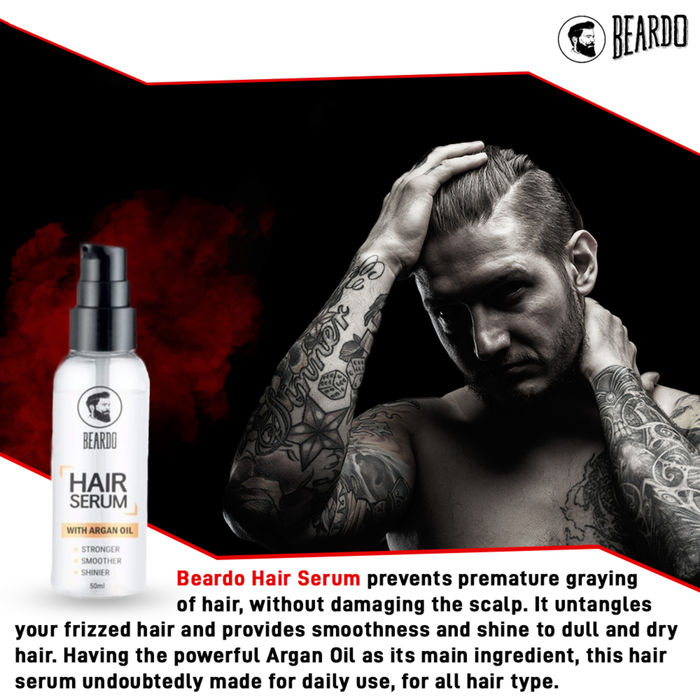 BEARDO
Sinner
BEARDO
HAIR
SERUM
WITH ARGAN OIL
STRONGER
SMOOTHER
SHINIER
50ml
Beardo Hair Serum prevents premature graying
of hair, without damaging the scalp. It untangles
your frizzed hair and provides smoothness and shine to dull and dry
hair. Having the powerful Argan Oil as its main ingredient, this hair
serum undoubtedly made for daily use, for all hair type.